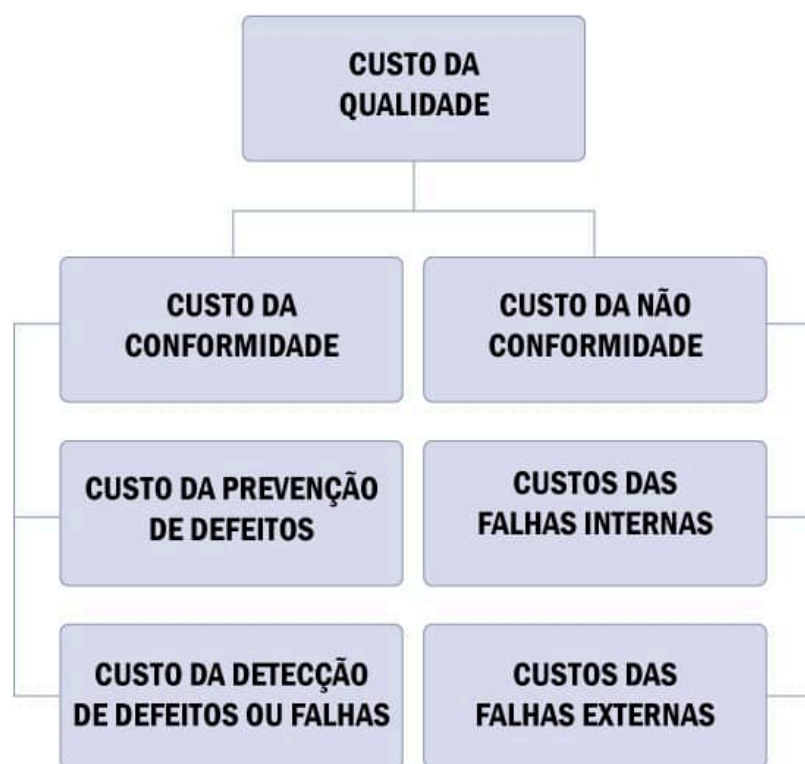 CUSTO DA
QUALIDADE
CUSTO DA
CONFORMIDADE
CUSTO DA NÃO
CONFORMIDADE
CUSTO DA PREVENÇÃO
DE DEFEITOS
CUSTOS DAS
FALHAS INTERNAS
CUSTO DA DETECÇÃO
DE DEFEITOS OU FALHAS
CUSTOS DAS
FALHAS EXTERNAS